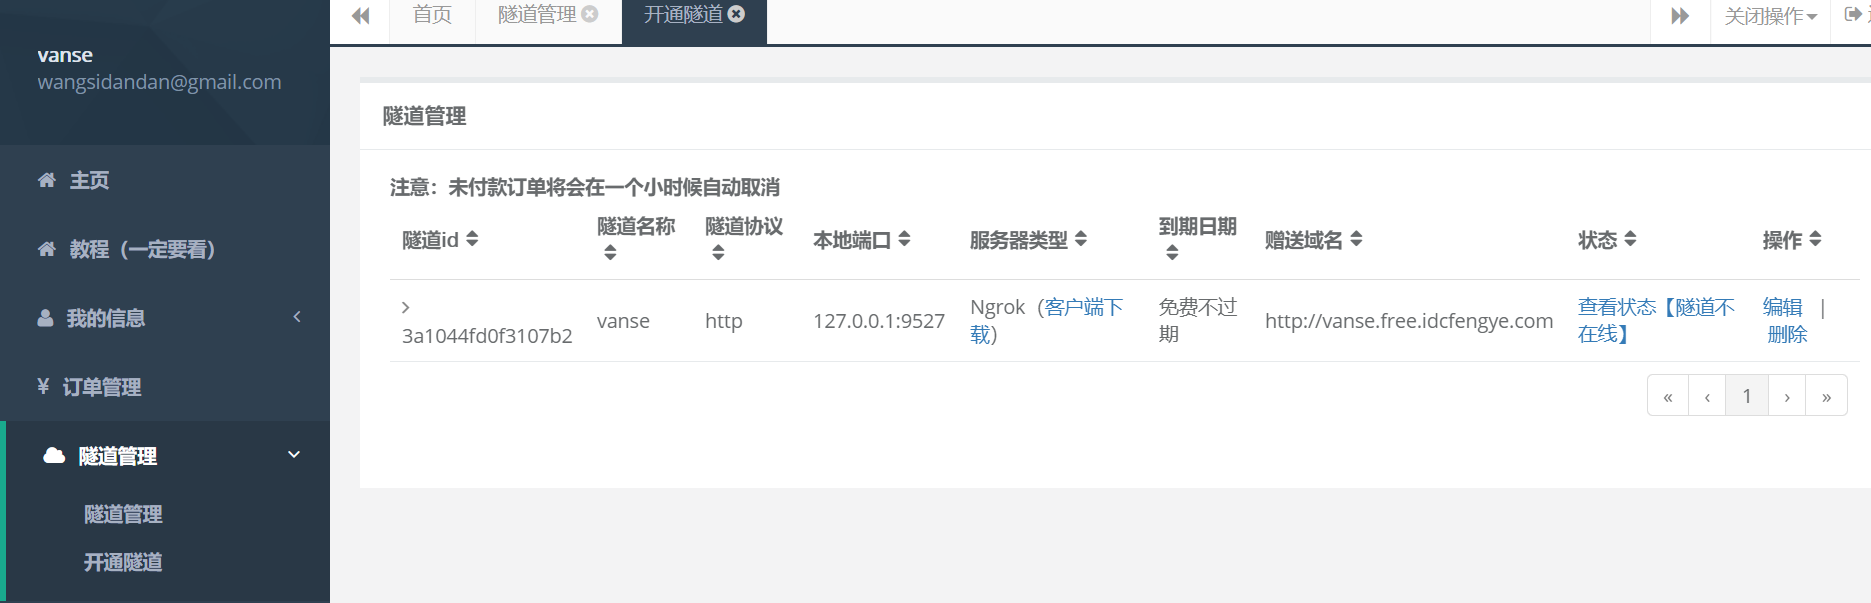 vanse
wangsidandan@gmail.com
主页
教程（一定要看）
我的信息
¥ 订单管理
隧道管理
隧道管理
开通隧道
首页
隧道管理
开通隧道
关闭操作
隧道管理
注意：未付款订单将会在一个小时候自动取消
隧道id 隧道名称 隧道协议 本地端口 服务器类型 到期日期 赠送域名 状态 操作
3a1044fd0f3107b2
vanse
http
127.0.0.1:9527
Ngrok（客户端下
载）
免费不过
期
http://vanse.free.idcfengye.com
查看状态【隧道不
在线】
编辑 |
删除
« ‹ 1 › »